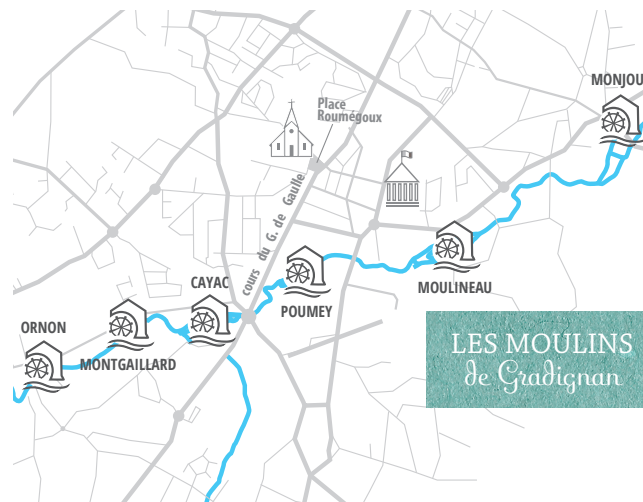 MONJOU
Place
Roumégoux
cours du G. de Gaulle
CAYAC
MOULINEAU
POUMEY
ORNON
MONTGAILLARD
LES MOULINS
de Gradignan